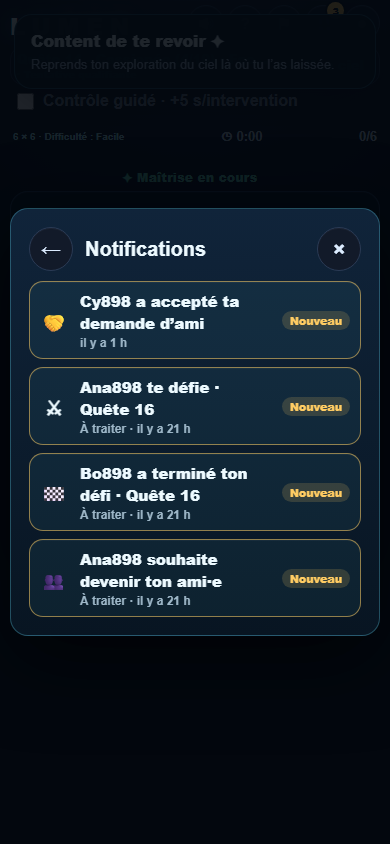 Content de te revoir ✦
Reprends ton exploration du ciel là où tu l'as laissée.
Contrôle guidé · +5 s/intervention
6 × 6 · Difficulté : Facile
0:00
0/6
✦ Maîtrise en cours
← Notifications ×
Cy898 a accepté ta
demande d'ami
il y a 1 h
Nouveau
Ana898 te défie ·
Quête 16
À traiter · il y a 21 h
Nouveau
Bo898 a terminé ton
défi · Quête 16
À traiter · il y a 21 h
Nouveau
Ana898 souhaite
devenir ton ami·e
À traiter · il y a 21 h
Nouveau